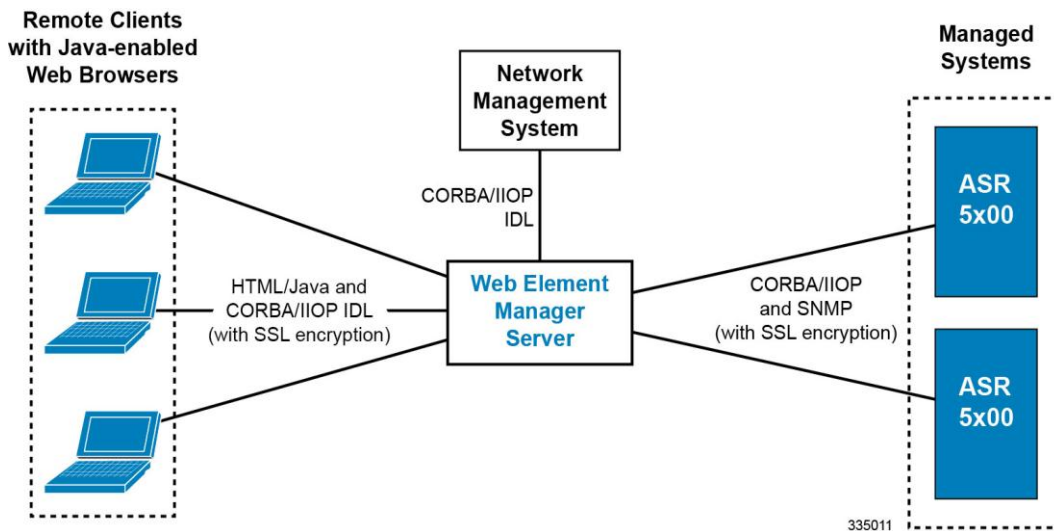 Remote Clients
with Java-enabled
Web Browsers
Network
Management
System
Managed
Systems
CORBA/IIOP
IDL
ASR
5x00
HTML/Java and
CORBA/IIOP IDL
(with SSL encryption)
Web Element
Manager
Server
CORBA/IIOP
and SNMP
(with SSL encryption)
ASR
5x00
335011